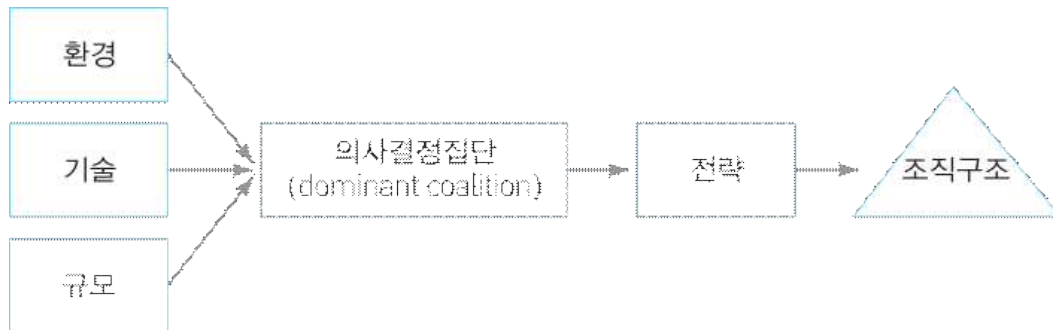 환경
기술
규모
의사결정집단
(dominant coalition)
전략
조직구조